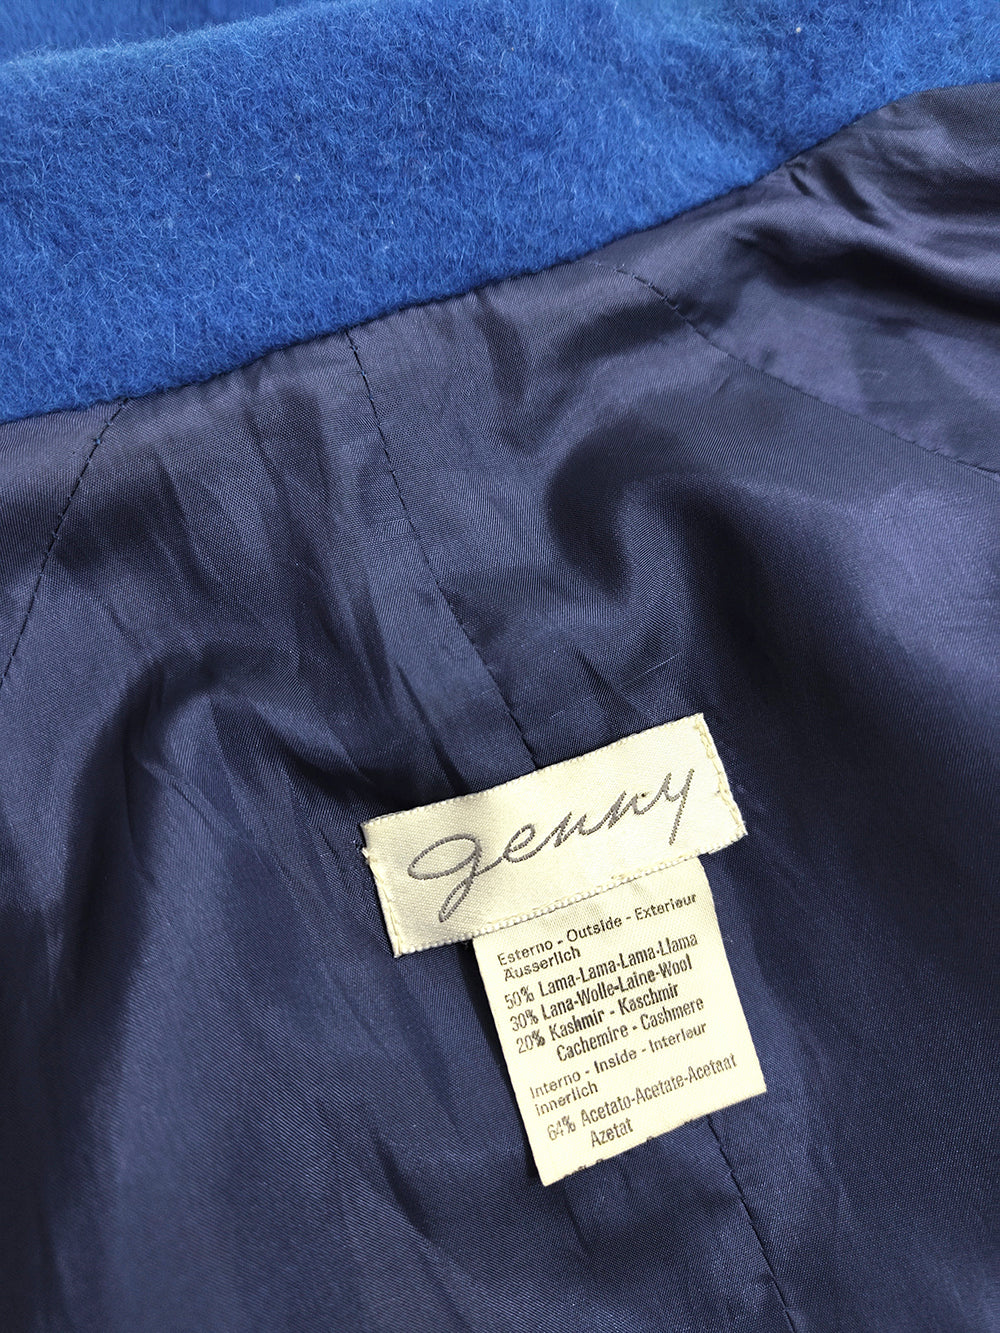 genny
Esterno - Outside - Exterieur
Äusserlich
50% Lama-Lama-Lama-Llama
30% Lana-Wolle-Laine-Wool
20% Kashmir - Kaschmir
Cachemire - Cashmere
Interno - Inside - Interieur
innerlich
64% Acetato-Acetate-Acetaat
Azetat